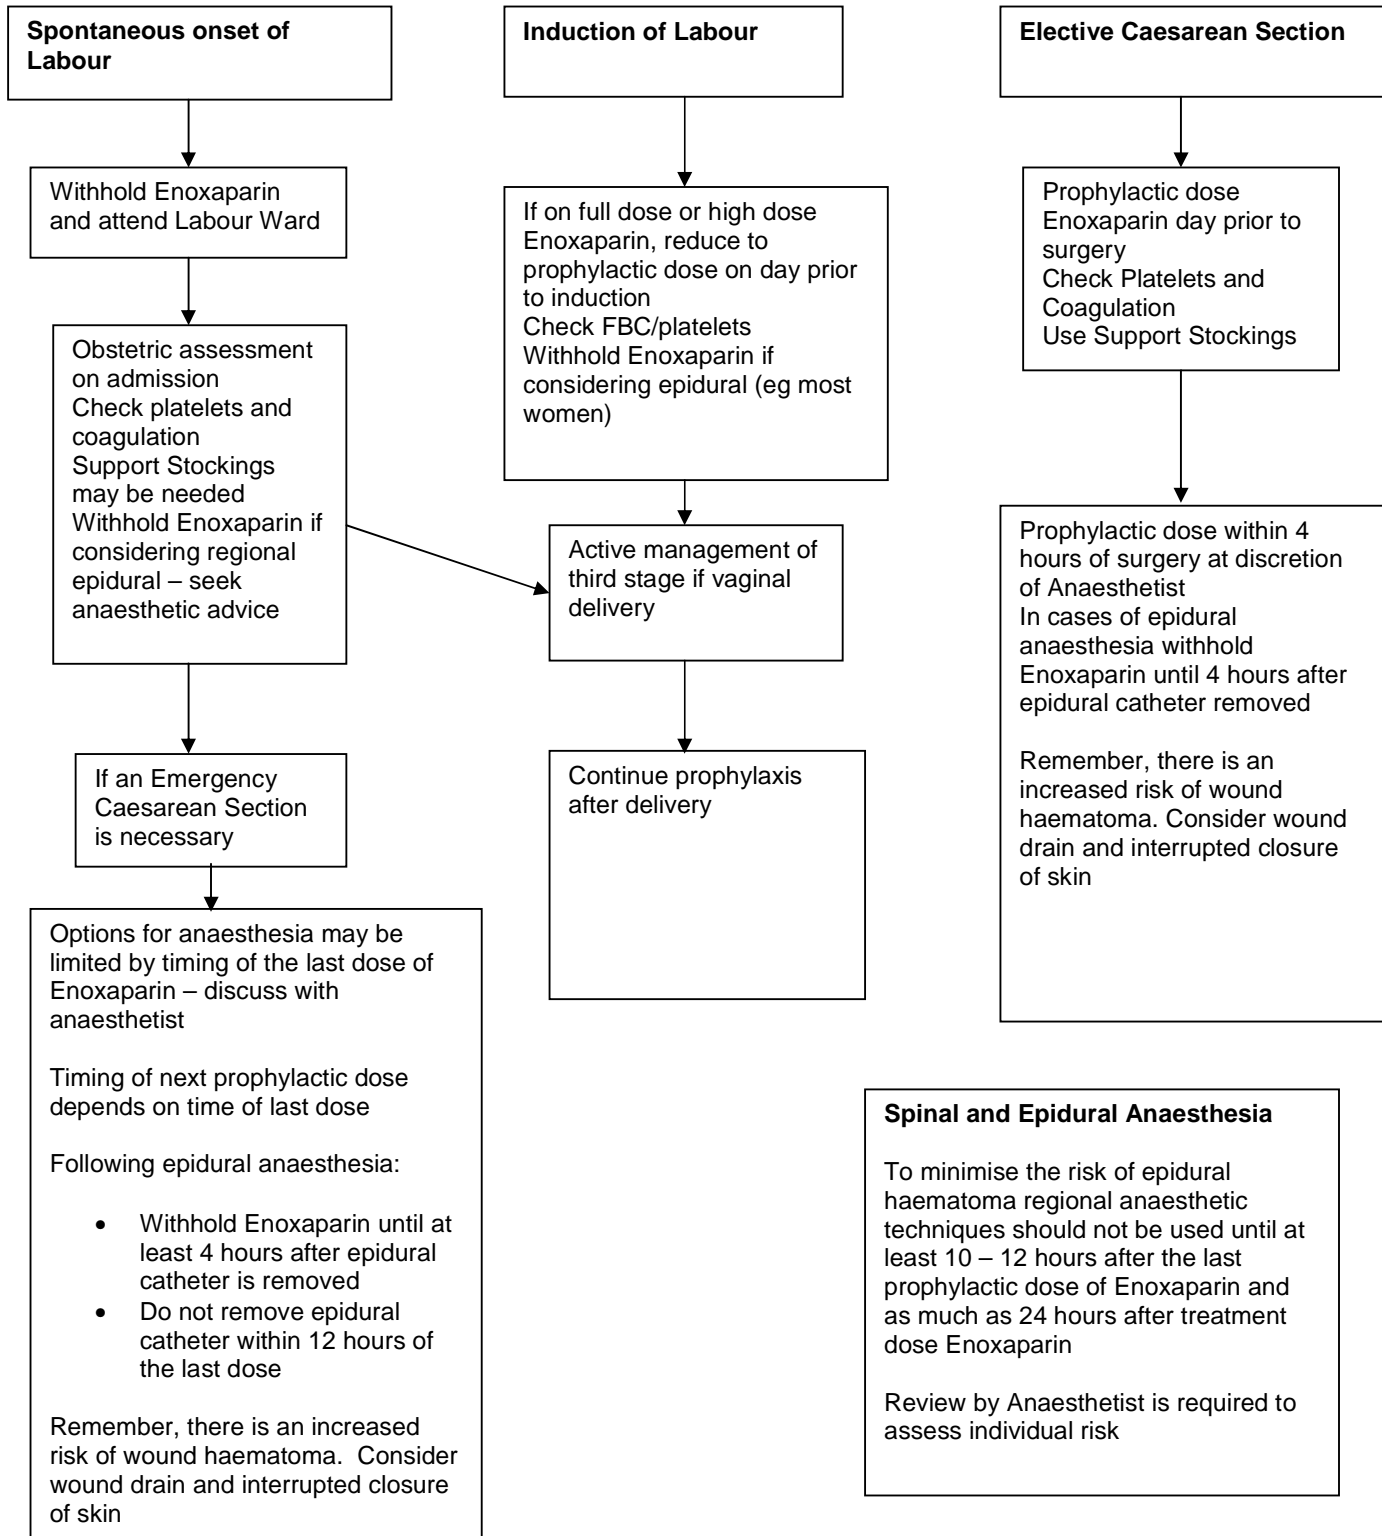 Spontaneous onset of
Labour
Withhold Enoxaparin
and attend Labour Ward
Obstetric assessment
on admission
Check platelets and
coagulation
Support Stockings
may be needed
Withhold Enoxaparin if
considering regional
epidural – seek
anaesthetic advice
If an Emergency
Caesarean Section
is necessary
Options for anaesthesia may be
limited by timing of the last dose of
Enoxaparin – discuss with
anaesthetist
Timing of next prophylactic dose
depends on time of last dose
Following epidural anaesthesia:
• Withhold Enoxaparin until at
least 4 hours after epidural
catheter is removed
• Do not remove epidural
catheter within 12 hours of
the last dose
Remember, there is an increased
risk of wound haematoma. Consider
wound drain and interrupted closure
of skin
Induction of Labour
If on full dose or high dose
Enoxaparin, reduce to
prophylactic dose on day prior
to induction
Check FBC/platelets
Withhold Enoxaparin if
considering epidural (eg most
women)
Active management of
third stage if vaginal
delivery
Continue prophylaxis
after delivery
Elective Caesarean Section
Prophylactic dose
Enoxaparin day prior to
surgery
Check Platelets and
Coagulation
Use Support Stockings
Prophylactic dose within 4
hours of surgery at discretion
of Anaesthetist
In cases of epidural
anaesthesia withhold
Enoxaparin until 4 hours after
epidural catheter removed
Remember, there is an
increased risk of wound
haematoma. Consider wound
drain and interrupted closure
of skin
Spinal and Epidural Anaesthesia
To minimise the risk of epidural
haematoma regional anaesthetic
techniques should not be used until at
least 10 – 12 hours after the last
prophylactic dose of Enoxaparin and
as much as 24 hours after treatment
dose Enoxaparin
Review by Anaesthetist is required to
assess individual risk